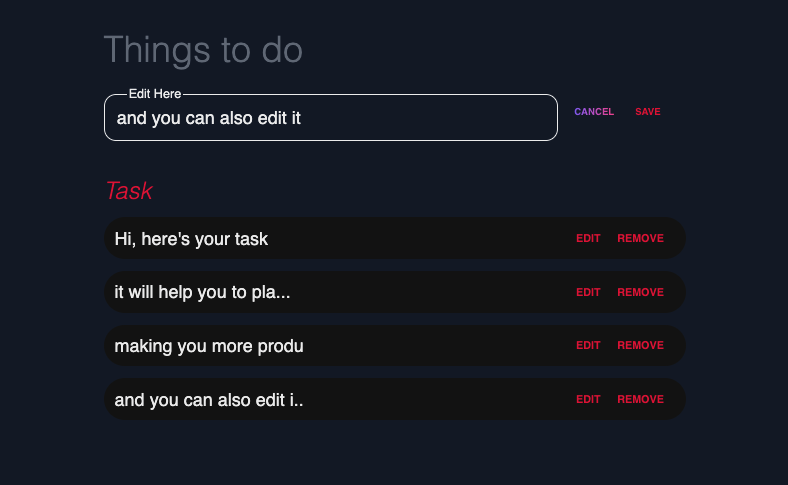 Things to do
Edit Here
and you can also edit it
CANCEL SAVE
Task
Hi, here's your task EDIT REMOVE
it will help you to pla... EDIT REMOVE
making you more produ EDIT REMOVE
and you can also edit i.. EDIT REMOVE